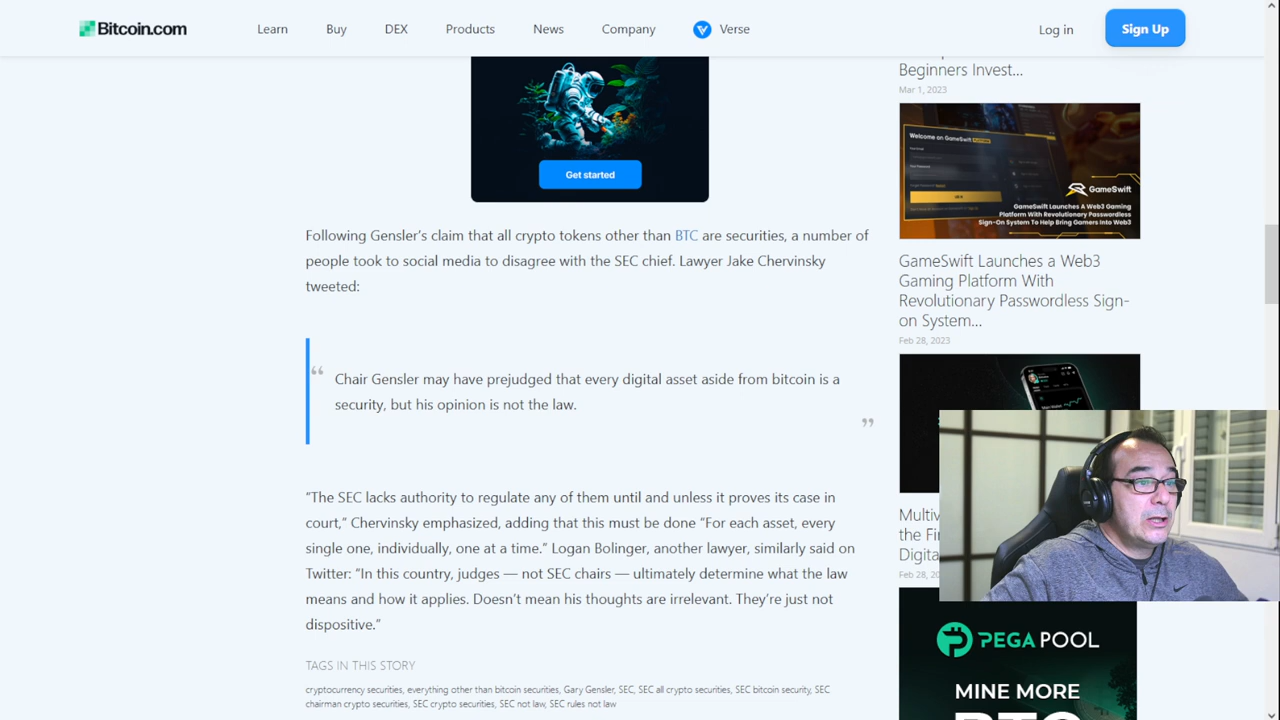 Bitcoin.com
Learn
Buy
DEX
Products
News
Company
Verse
Log in
Sign Up
Get started
Following Gensler's claim that all crypto tokens other than BTC are securities, a number of
people took to social media to disagree with the SEC chief. Lawyer Jake Chervinsky
tweeted:
“
Chair Gensler may have prejudged that every digital asset aside from bitcoin is a
security, but his opinion is not the law.
”
“The SEC lacks authority to regulate any of them until and unless it proves its case in
court,” Chervinsky emphasized, adding that this must be done “For each asset, every
single one, individually, one at a time.” Logan Bolinger, another lawyer, similarly said on
Twitter: “In this country, judges — not SEC chairs — ultimately determine what the law
means and how it applies. Doesn't mean his thoughts are irrelevant. They're just not
dispositive.”
TAGS IN THIS STORY
cryptocurrency securities, everything other than bitcoin securities, Gary Gensler, SEC, SEC all crypto securities, SEC bitcoin security, SEC
chairman crypto securities, SEC crypto securities, SEC not law, SEC rules not law
Beginners Invest...
Mar 1, 2023
Welcome on GameSwift
GameSwift
GAMESWIFT LAUNCHES A WEB3 GAMING
PLATFORM WITH REVOLUTIONARY PASSWORDLESS
SIGN-ON SYSTEM TO HELP BRING GAMERS INTO WEB3
GameSwift Launches a Web3
Gaming Platform With
Revolutionary Passwordless Sign-
on System...
Feb 28, 2023
the
Feb 28, 20
PEGA POOL
MINE MORE
BTC